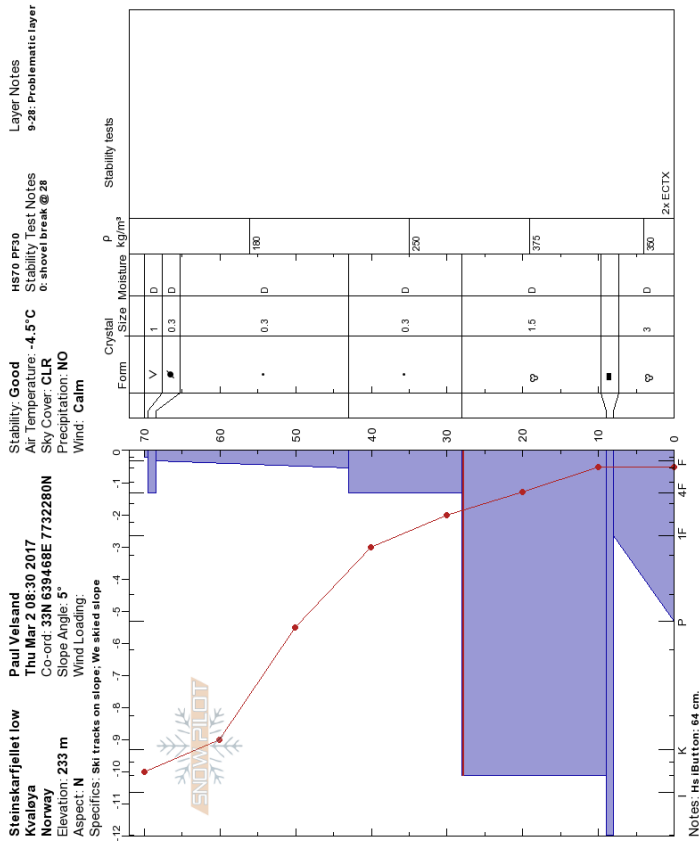 Steinskarfjellet low
Kvaløya
Norway
Elevation: 233 m
Aspect: N
Specifics: Ski tracks on slope; We skied slope
Paul Velsand
Thu Mar 2 08:30 2017
Co-ord: 33N 639468E 7732280N
Slope Angle: 5°
Wind Loading:
Stability: Good
Air Temperature: -4.5°C
Sky Cover: CLR
Precipitation: NO
Wind: Calm
HS70 PF30
Stability Test Notes
0: shovel break @ 28
Layer Notes
9-28: Problematic layer
SNOWPILOT
-12 -11 -10 -9 -8 -7 -6 -5 -4 -3 -2 -1 0
I K P 1F 4F F
70 60 50 40 30 20 10 0
Crystal
Form Size Moisture
ρ
kg/m³
Stability tests
1 D
0.3 D
0.3 D 180
0.3 D 250
1.5 D 375
3 D 350
2x ECTX
Notes: Hs iButton: 64 cm.